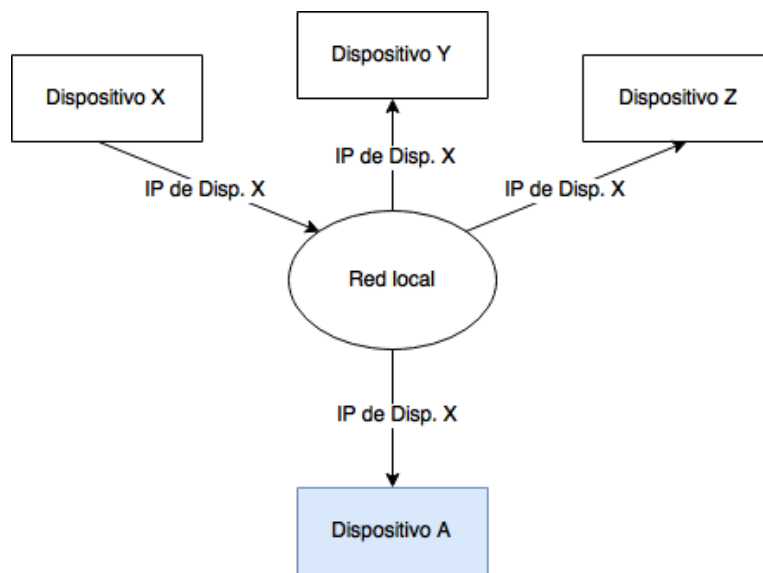 Dispositivo Y
Dispositivo X
Dispositivo Z
IP de Disp. X
IP de Disp. X
IP de Disp. X
Red local
IP de Disp. X
Dispositivo A